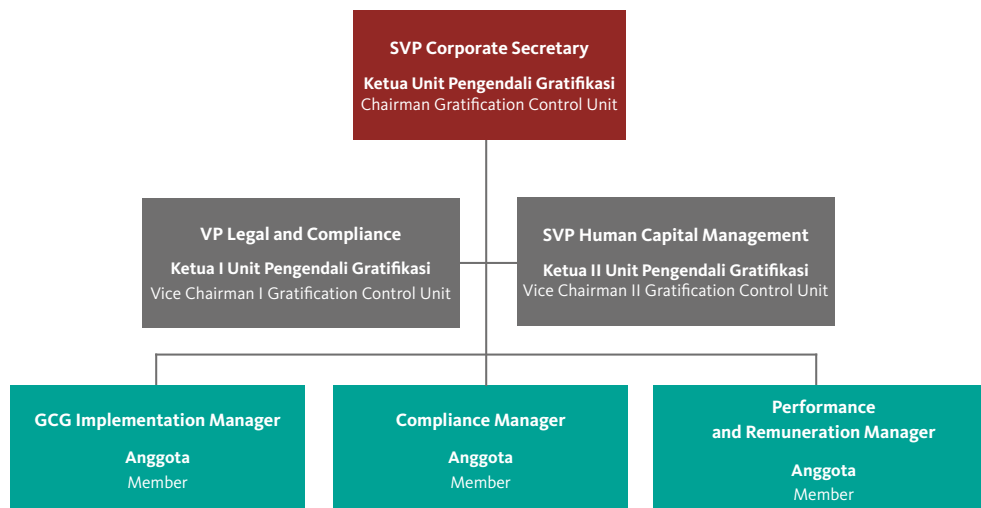 SVP Corporate Secretary
Ketua Unit Pengendali Gratifikasi
Chairman Gratification Control Unit
VP Legal and Compliance
Ketua I Unit Pengendali Gratifikasi
Vice Chairman I Gratification Control Unit
SVP Human Capital Management
Ketua II Unit Pengendali Gratifikasi
Vice Chairman II Gratification Control Unit
GCG Implementation Manager
Anggota
Member
Compliance Manager
Anggota
Member
Performance
and Remuneration Manager
Anggota
Member